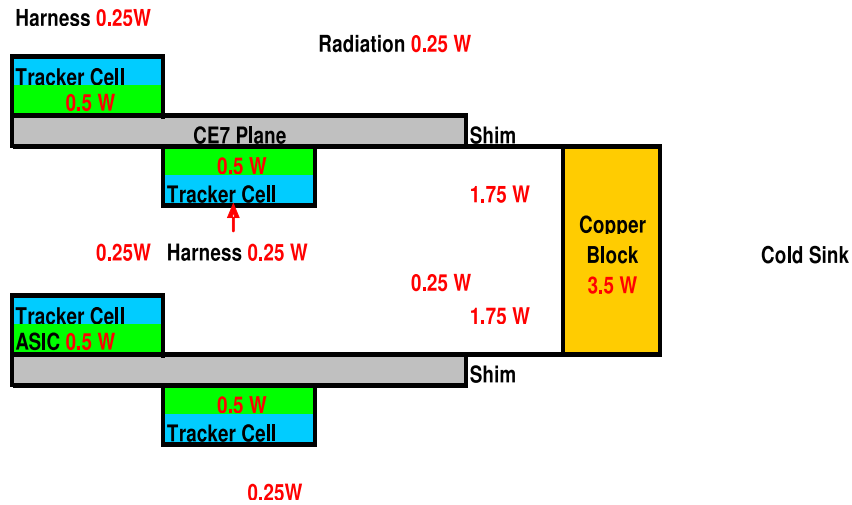 Harness 0.25W
Radiation 0.25 W
Tracker Cell
0.5 W
CE7 Plane
Shim
0.5 W
Tracker Cell
1.75 W
Copper
Block
3.5 W
Cold Sink
0.25W
Harness 0.25 W
0.25 W
Tracker Cell
ASIC 0.5 W
1.75 W
Shim
0.5 W
Tracker Cell
0.25W